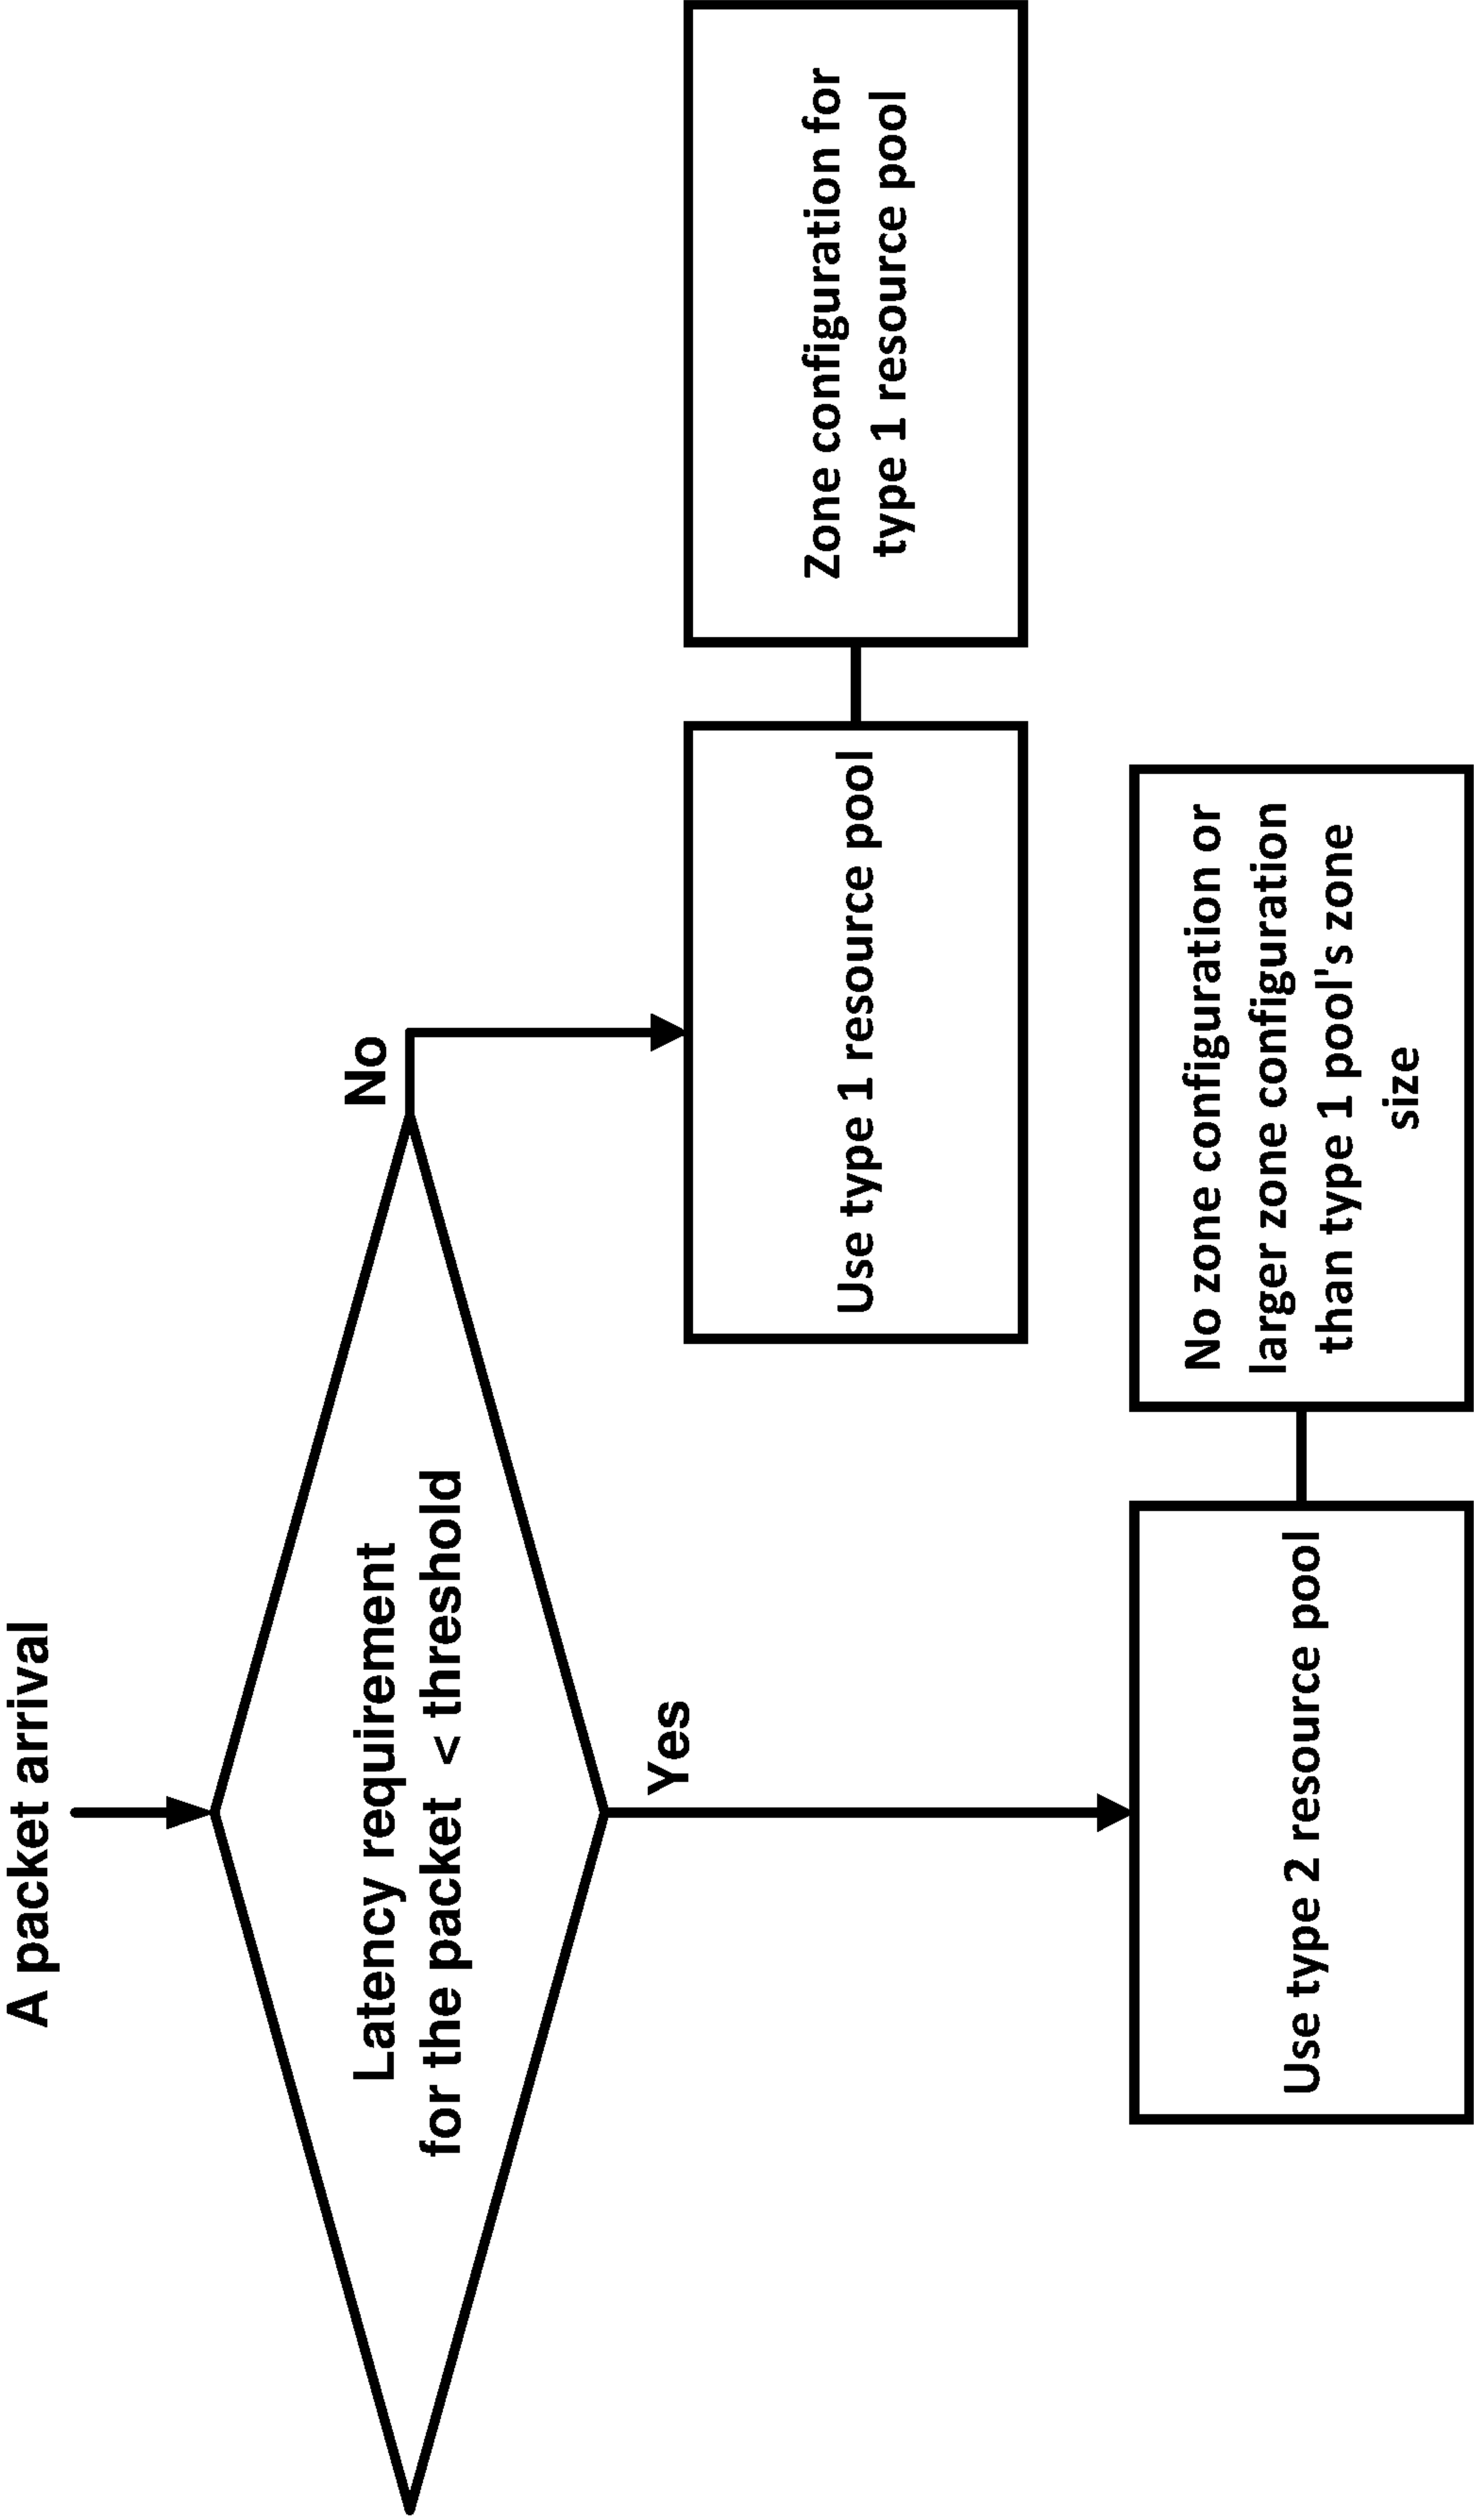 A packet arrival
Latency requirement
for the packet < threshold
No
Yes
Use type 1 resource pool
Zone configuration for
type 1 resource pool
Use type 2 resource pool
No zone configuration or
larger zone configuration
than type 1 pool's zone
size